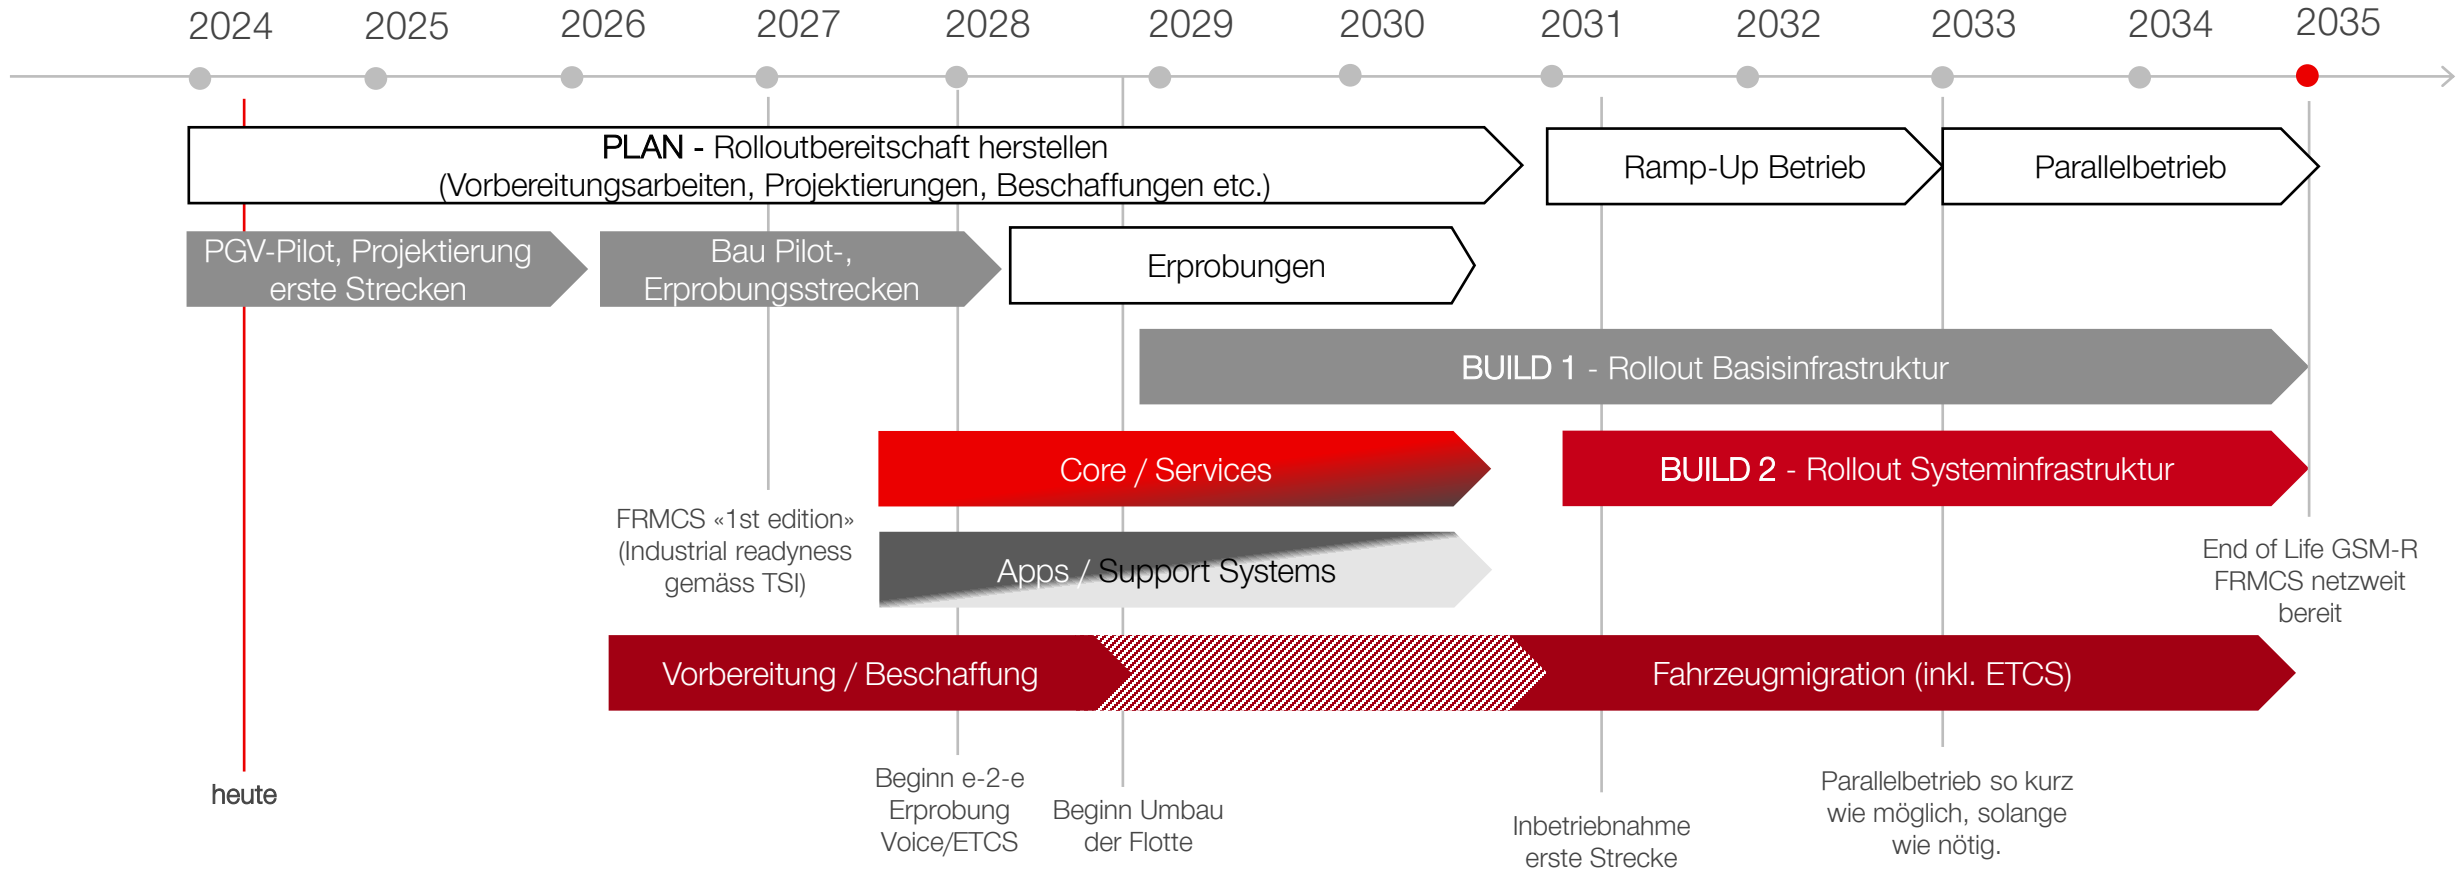 2024 2025 2026 2027 2028 2029 2030 2031 2032 2033 2034 2035
PLAN - Rolloutbereitschaft herstellen
(Vorbereitungsarbeiten, Projektierungen, Beschaffungen etc.)
Ramp-Up Betrieb
Parallelbetrieb
PGV-Pilot, Projektierung
erste Strecken
Bau Pilot-,
Erprobungsstrecken
Erprobungen
BUILD 1 - Rollout Basisinfrastruktur
Core / Services
BUILD 2 - Rollout Systeminfrastruktur
FRMCS «1st edition»
(Industrial readyness
gemäss TSI)
Apps / Support Systems
End of Life GSM-R
FRMCS netzweit
bereit
Vorbereitung / Beschaffung
Fahrzeugmigration (inkl. ETCS)
heute
Beginn e-2-e
Erprobung
Voice/ETCS
Beginn Umbau
der Flotte
Inbetriebnahme
erste Strecke
Parallelbetrieb so kurz
wie möglich, solange
wie nötig.